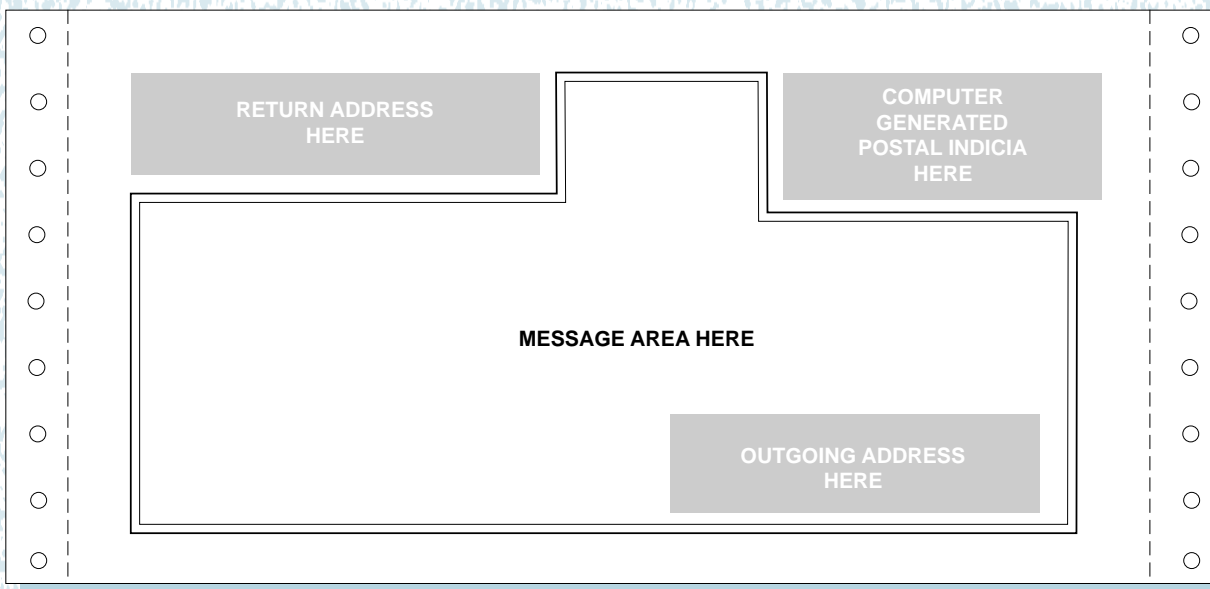 RETURN ADDRESS
HERE
COMPUTER
GENERATED
POSTAL INDICIA
HERE
MESSAGE AREA HERE
OUTGOING ADDRESS
HERE